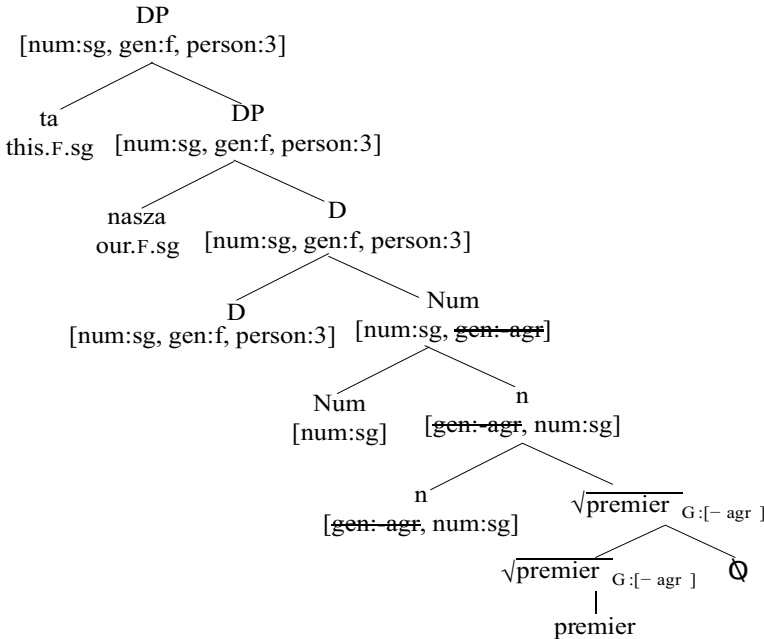 DP
[num:sg, gen:f, person:3]
ta DP
this.F.sg [num:sg, gen:f, person:3]
nasza D
our.F.sg [num:sg, gen:f, person:3]
D Num
[num:sg, gen:f, person:3] [num:sg, gen:-agr]
Num n
[num:sg] [gen:-agr, num:sg]
n √premier G:[− agr ]
[gen:-agr, num:sg]
√premier G:[− agr ] Ꝋ
premier